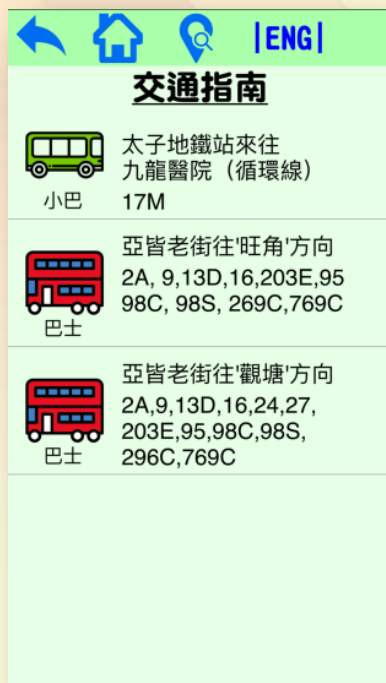 |ENG|
交通指南
太子地鐵站來往
九龍醫院（循環線）
小巴
17M
亞皆老街往'旺角'方向
2A, 9,13D,16,203E,95
98C, 98S, 269C,769C
巴士
亞皆老街往'觀塘'方向
2A,9,13D,16,24,27,
203E,95,98C,98S,
296C,769C
巴士